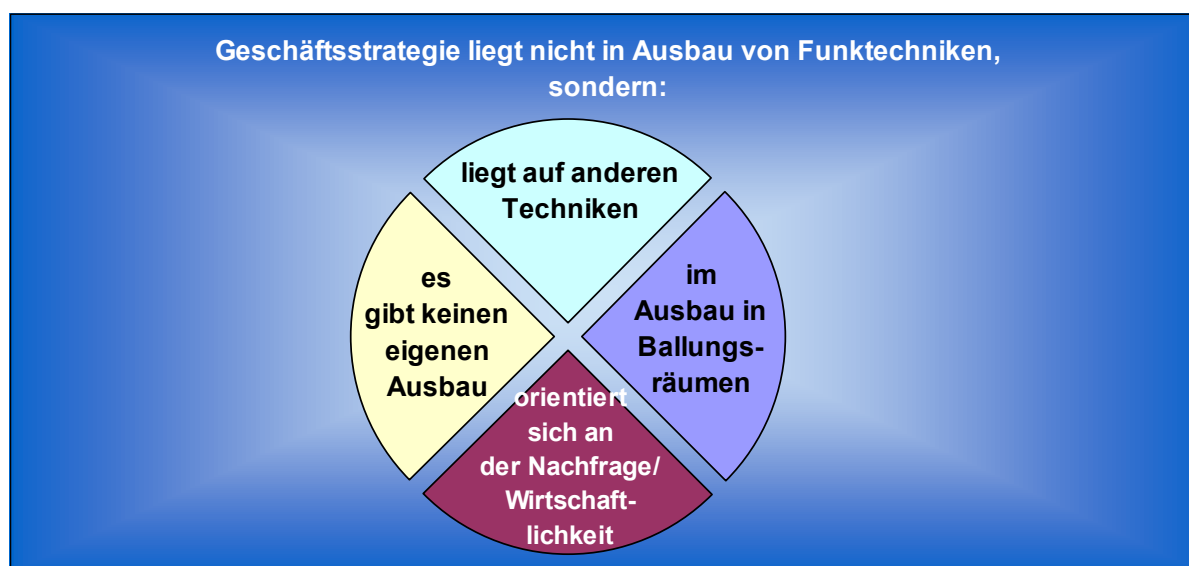 Geschäftsstrategie liegt nicht in Ausbau von Funktechniken,
sondern:
liegt auf anderen
Techniken
es
gibt keinen
eigenen
Ausbau
im
Ausbau in
Ballungs-
räumen
orientiert
sich an
der Nachfrage/
Wirtschaft-
lichkeit